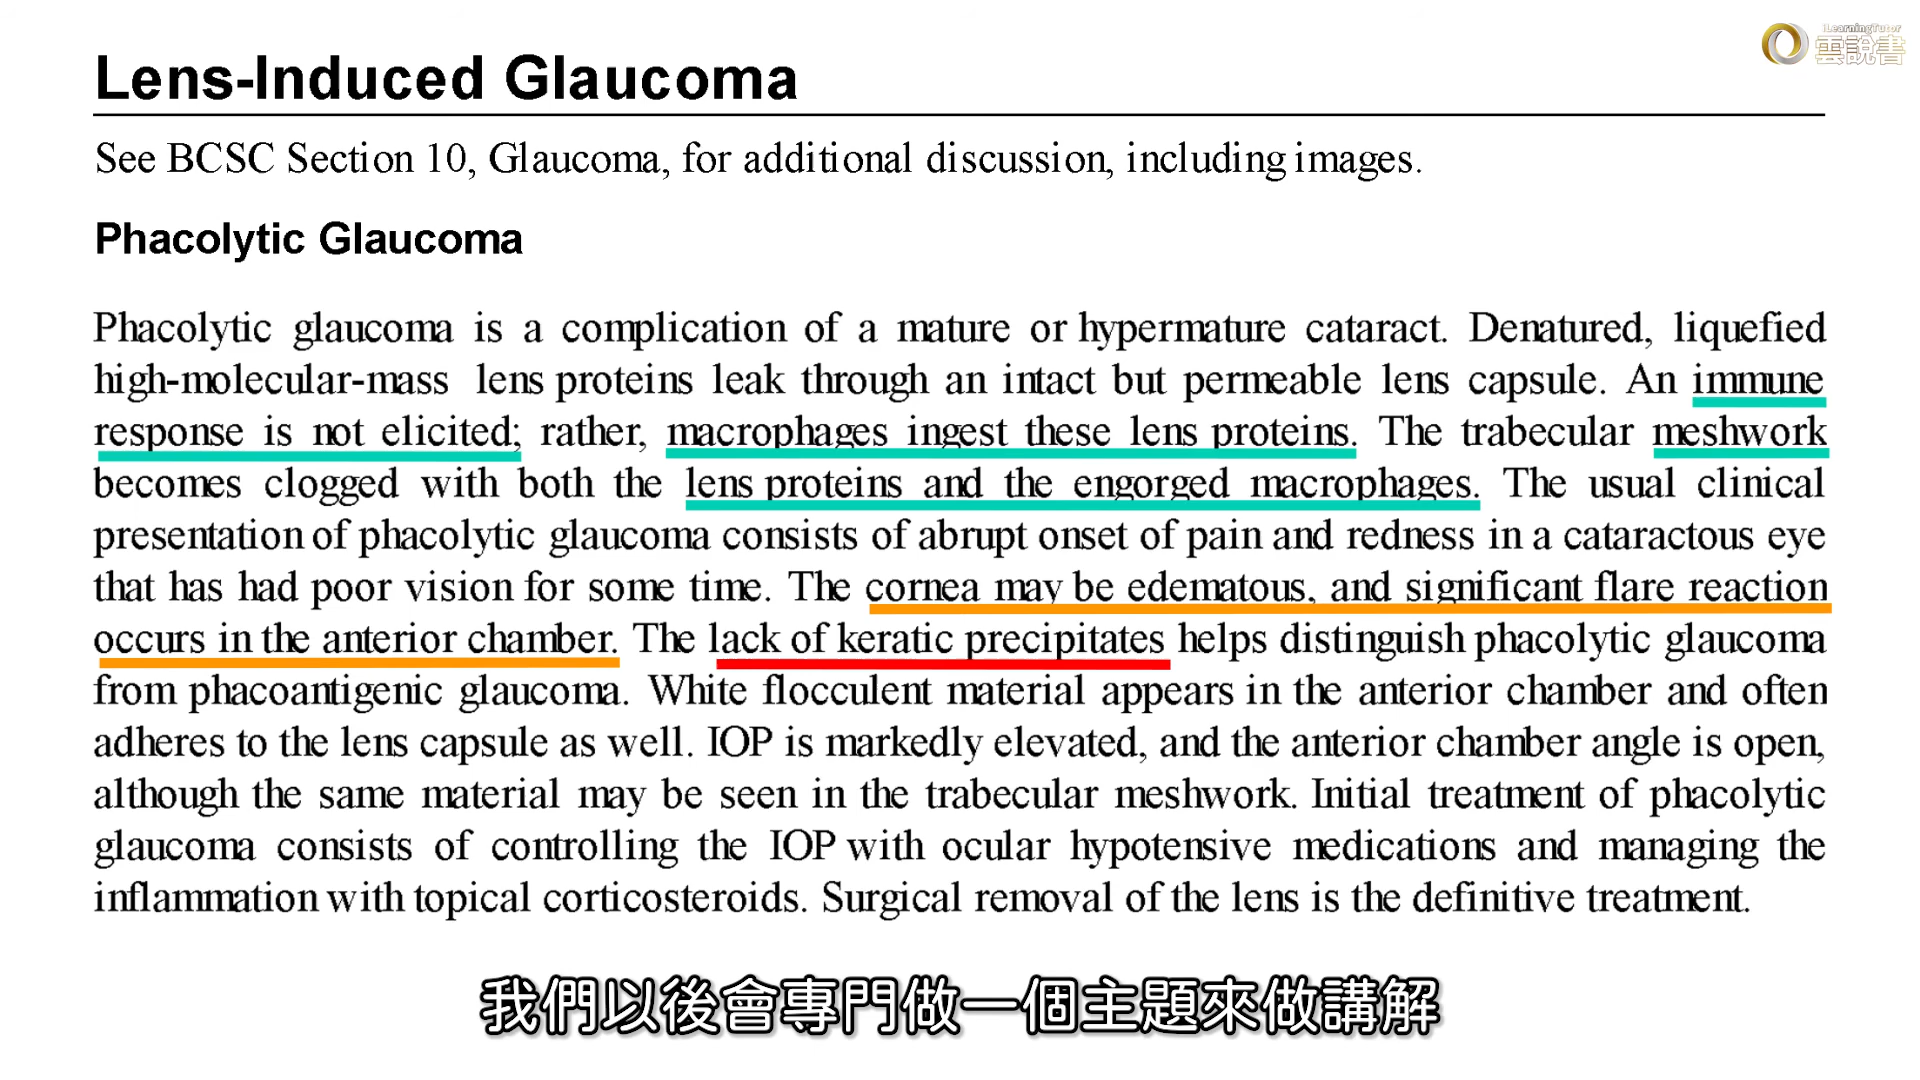 iLearningTutor
雲說書
Lens-Induced Glaucoma
See BCSC Section 10, Glaucoma, for additional discussion, including images.
Phacolytic Glaucoma
Phacolytic glaucoma is a complication of a mature or hypermature cataract. Denatured, liquefied
high-molecular-mass lens proteins leak through an intact but permeable lens capsule. An immune
response is not elicited; rather, macrophages ingest these lens proteins. The trabecular meshwork
becomes clogged with both the lens proteins and the engorged macrophages. The usual clinical
presentation of phacolytic glaucoma consists of abrupt onset of pain and redness in a cataractous eye
that has had poor vision for some time. The cornea may be edematous, and significant flare reaction
occurs in the anterior chamber. The lack of keratic precipitates helps distinguish phacolytic glaucoma
from phacoantigenic glaucoma. White flocculent material appears in the anterior chamber and often
adheres to the lens capsule as well. IOP is markedly elevated, and the anterior chamber angle is open,
although the same material may be seen in the trabecular meshwork. Initial treatment of phacolytic
glaucoma consists of controlling the IOP with ocular hypotensive medications and managing the
inflammation with topical corticosteroids. Surgical removal of the lens is the definitive treatment.
我們以後會專門做一個主題來做講解